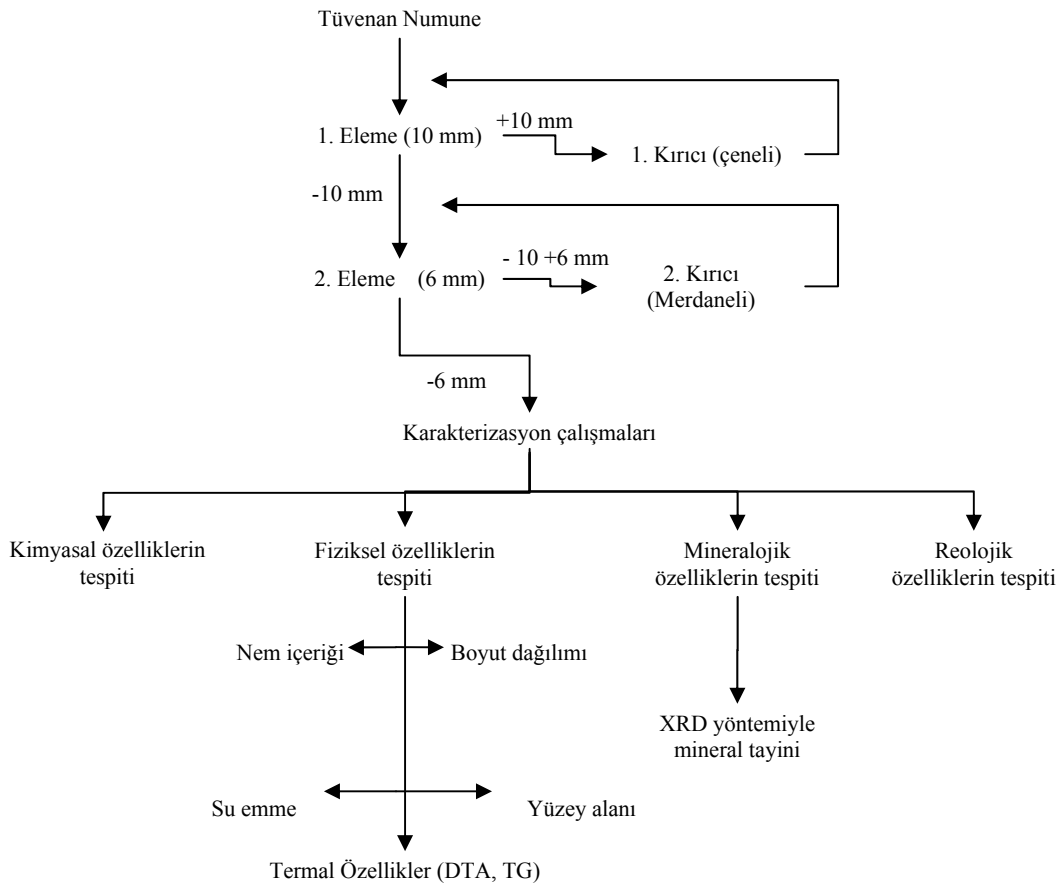 Tüvenan Numune
+10 mm
1. Eleme (10 mm)
1. Kırıcı (çeneli)
-10 mm
- 10 +6 mm
2. Eleme (6 mm)
2. Kırıcı
(Merdaneli)
-6 mm
Karakterizasyon çalışmaları
Kimyasal özelliklerin
tespiti
Fiziksel özelliklerin
tespiti
Mineralojik
özelliklerin tespiti
Reolojik
özelliklerin tespiti
Nem içeriği
Boyut dağılımı
XRD yöntemiyle
mineral tayini
Su emme
Yüzey alanı
Termal Özellikler (DTA, TG)